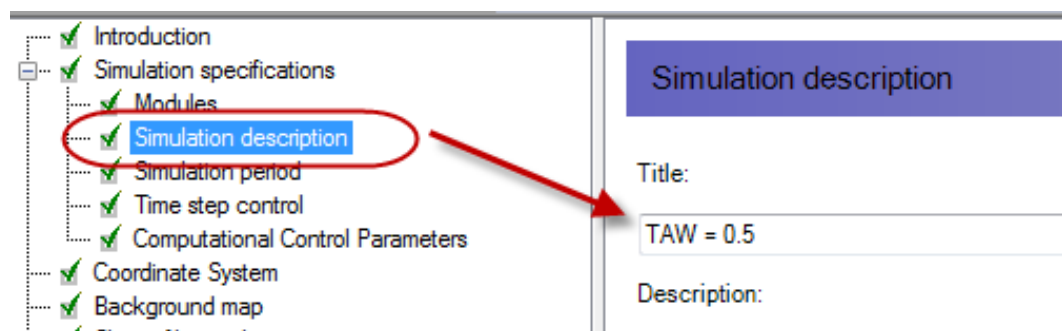 Introduction
Simulation specifications
Modules
Simulation description
Simulation period
Time step control
Computational Control Parameters
Coordinate System
Background map
Simulation description
Title:
TAW = 0.5
Description: